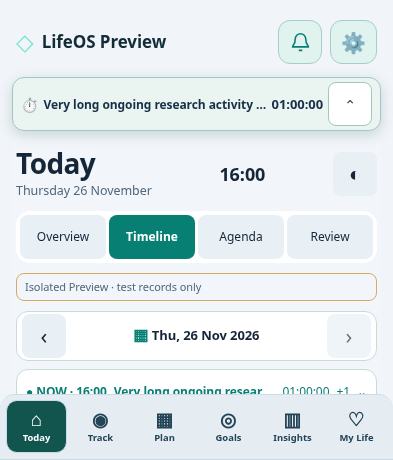 LifeOS Preview
Very long ongoing research activity ... 01:00:00
Today
Thursday 26 November
16:00
Overview Timeline Agenda Review
Isolated Preview · test records only
Thu, 26 Nov 2026
NOW · 16:00 Very long ongoing resear... 01:00:00 +1
Today Track Plan Goals Insights My Life